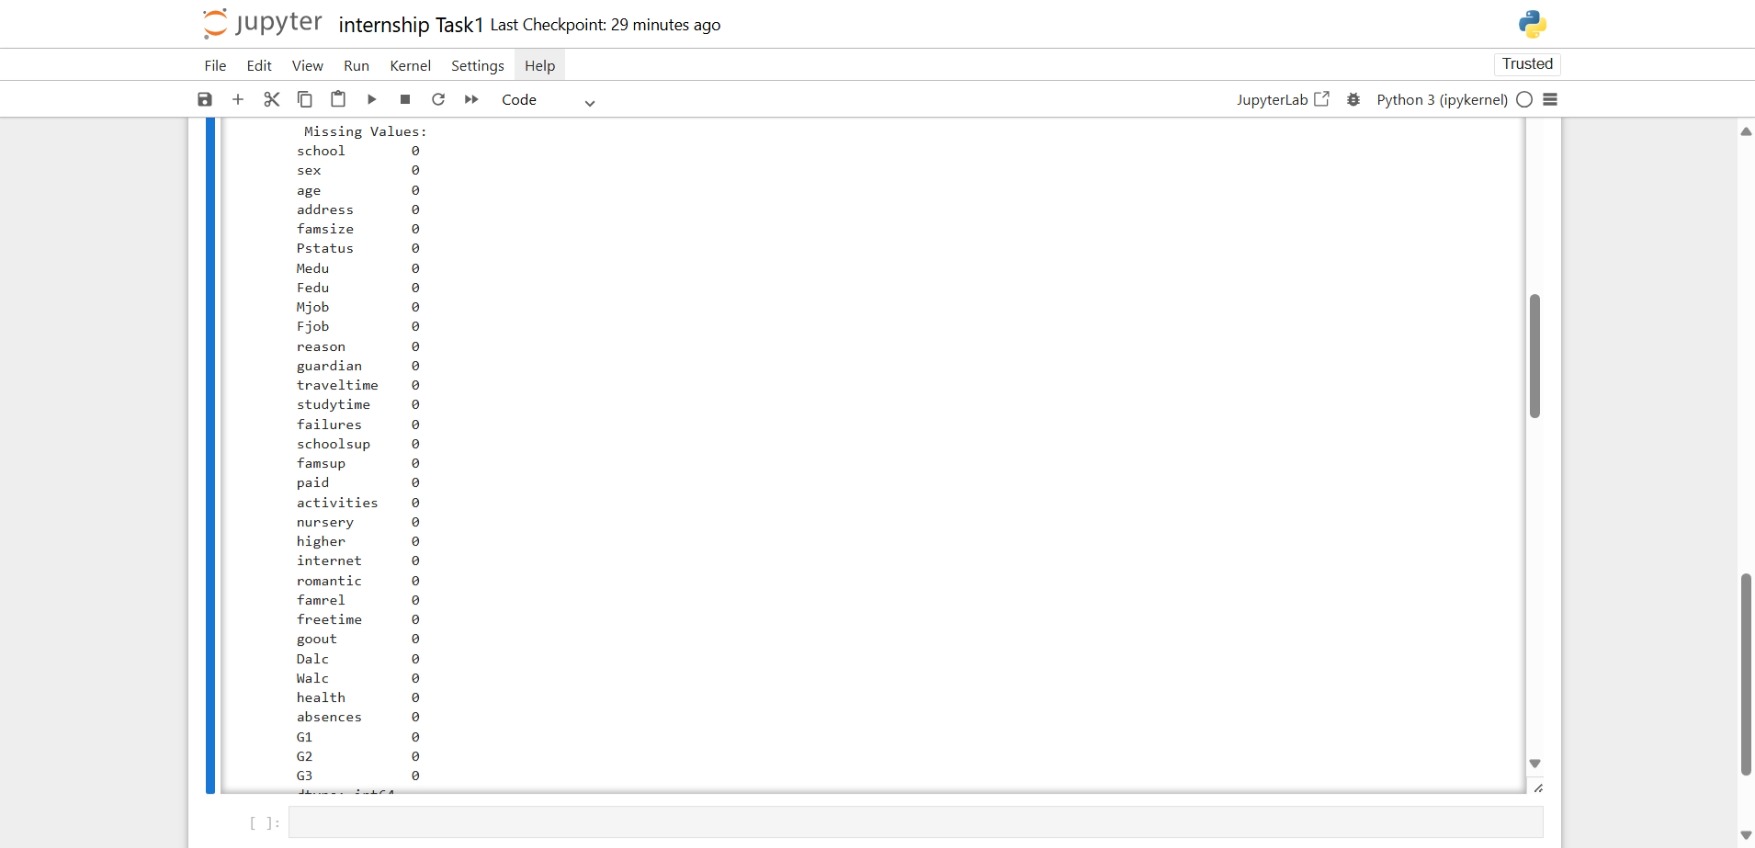 jupyter internship Task1 Last Checkpoint: 29 minutes ago
File Edit View Run Kernel Settings Help Trusted
Code JupyterLab Python 3 (ipykernel)
Missing Values:
school 0
sex 0
age 0
address 0
famsize 0
Pstatus 0
Medu 0
Fedu 0
Mjob 0
Fjob 0
reason 0
guardian 0
traveltime 0
studytime 0
failures 0
schoolsup 0
famsup 0
paid 0
activities 0
nursery 0
higher 0
internet 0
romantic 0
famrel 0
freetime 0
goout 0
Dalc 0
Walc 0
health 0
absences 0
G1 0
G2 0
G3 0
dtype: int64
[ ]: